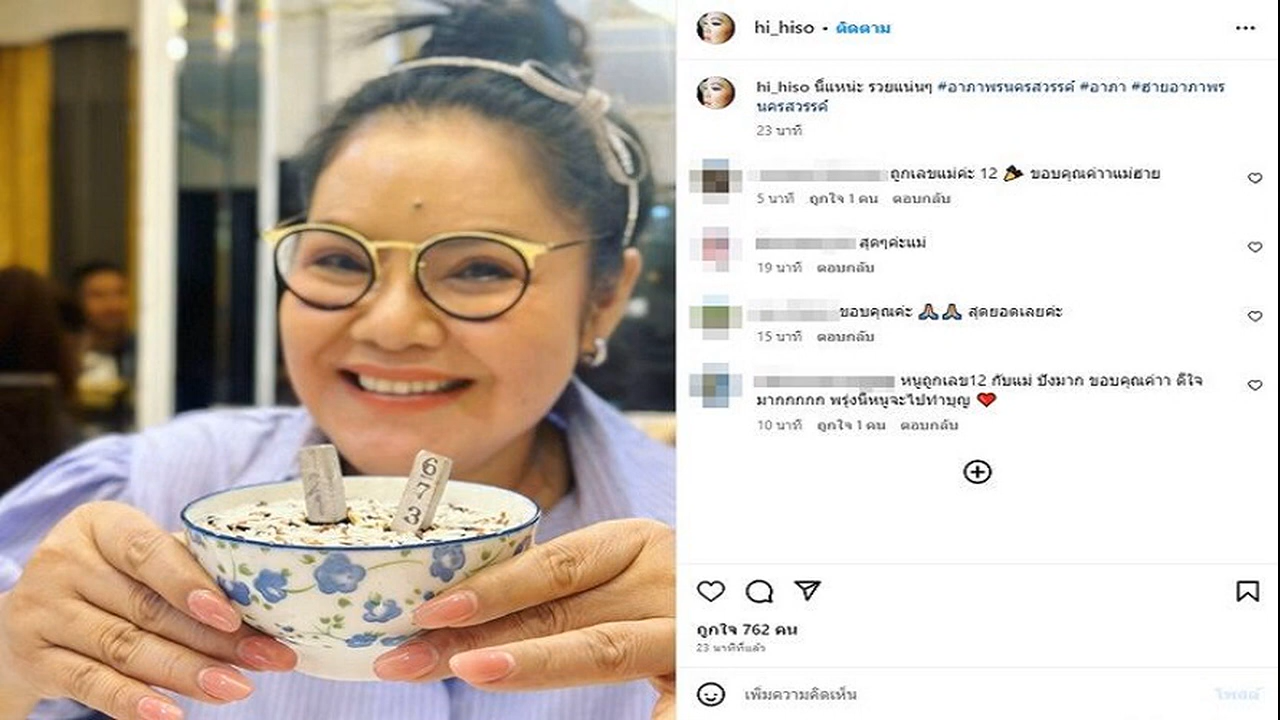 hi_hiso • ติดตาม
hi_hiso นี่แหน่ะ รวยแน่นๆ #อาภาพรนครสวรรค์ #อาภา #ฮายอาภาพร
นครสวรรค์
23 นาที
ถูกเลขแม่ค่ะ 12 🎉 ขอบคุณค่าาแม่ฮาย
5 นาที ถูกใจ 1 คน ตอบกลับ
สุดๆค่ะแม่
19 นาที ตอบกลับ
ขอบคุณค่ะ 🙏🙏 สุดยอดเลยค่ะ
15 นาที ตอบกลับ
หนูถูกเลข12 กับแม่ ปังมาก ขอบคุณค่าา ดีใจ
มากกกกก พรุ่งนี้หนูจะไปทำบุญ ❤️
10 นาที ถูกใจ 1 คน ตอบกลับ
6
7
3
ถูกใจ 762 คน
23 นาทีที่แล้ว
เพิ่มความคิดเห็น
โพสต์